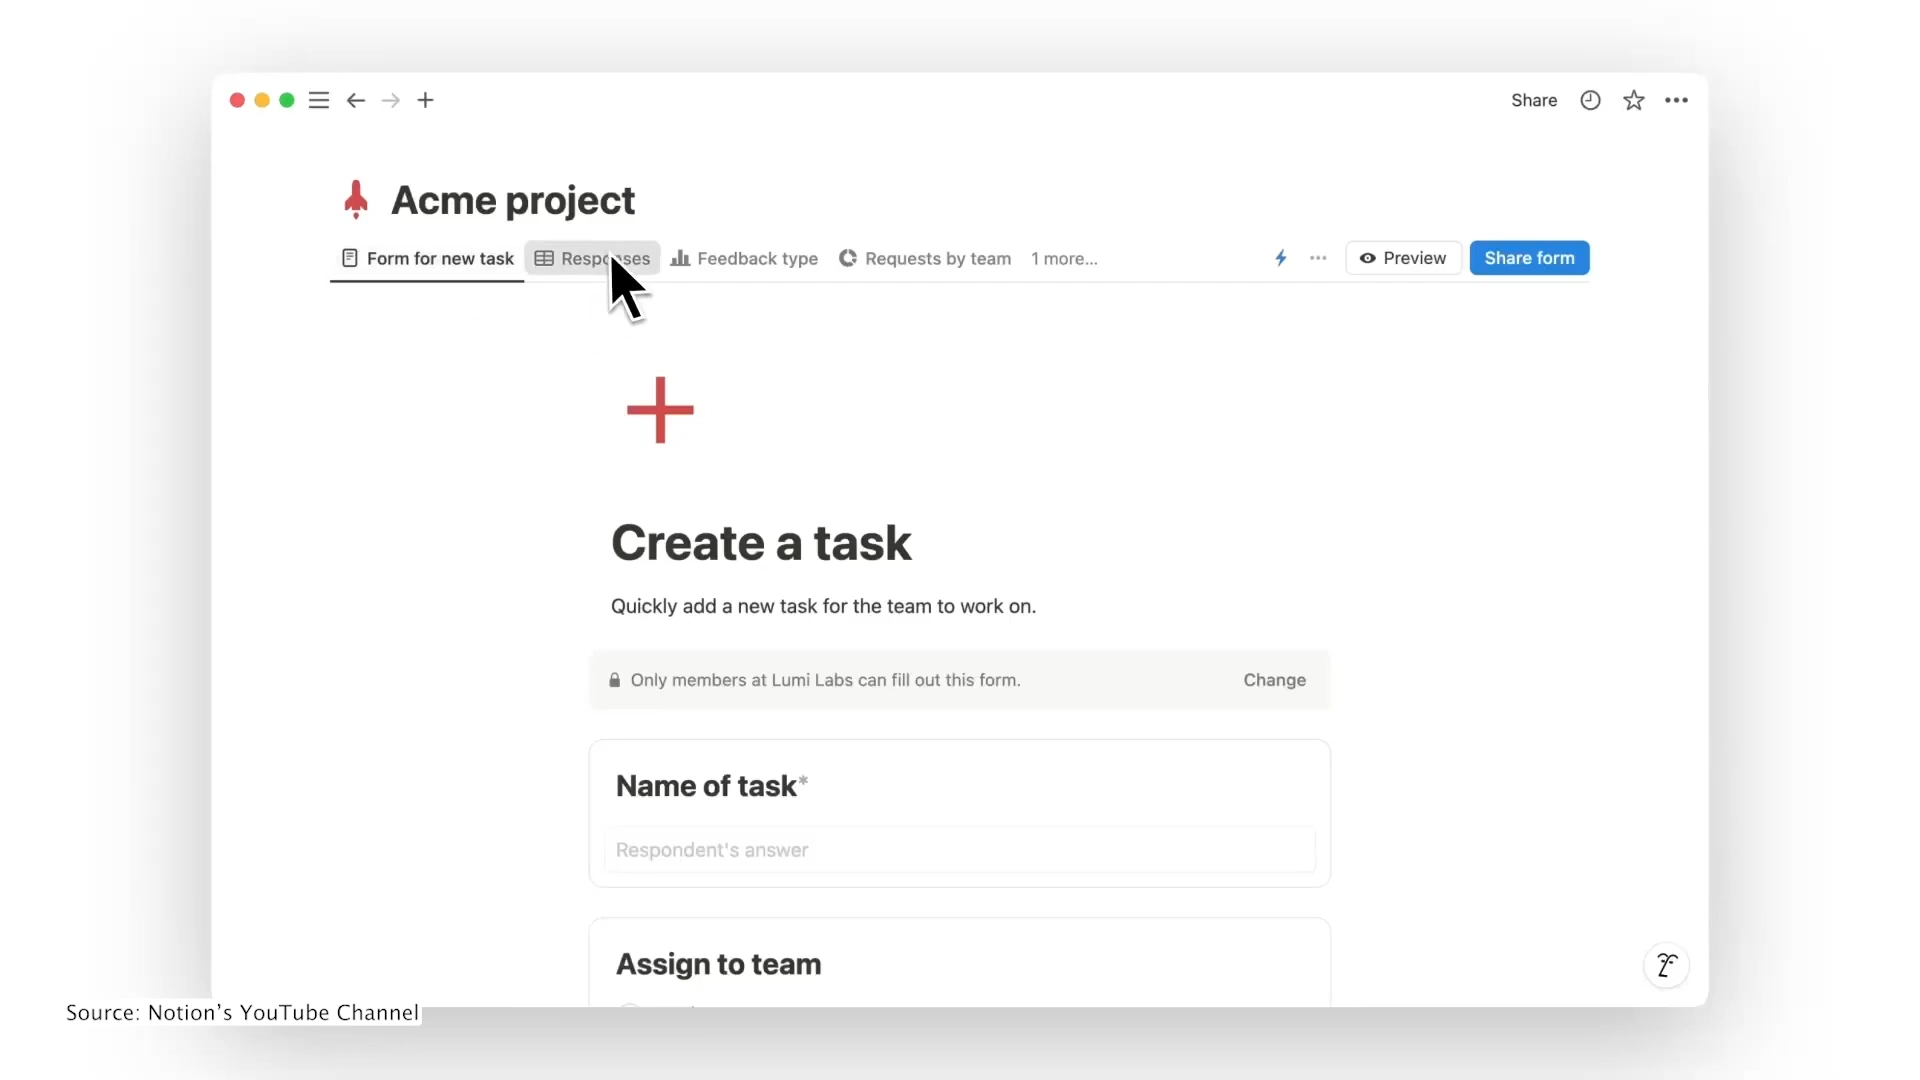 Share
Acme project
Form for new task Responses Feedback type Requests by team 1 more... Preview Share form
Create a task
Quickly add a new task for the team to work on.
Only members at Lumi Labs can fill out this form. Change
Name of task*
Respondent's answer
Assign to team
Source: Notion's YouTube Channel